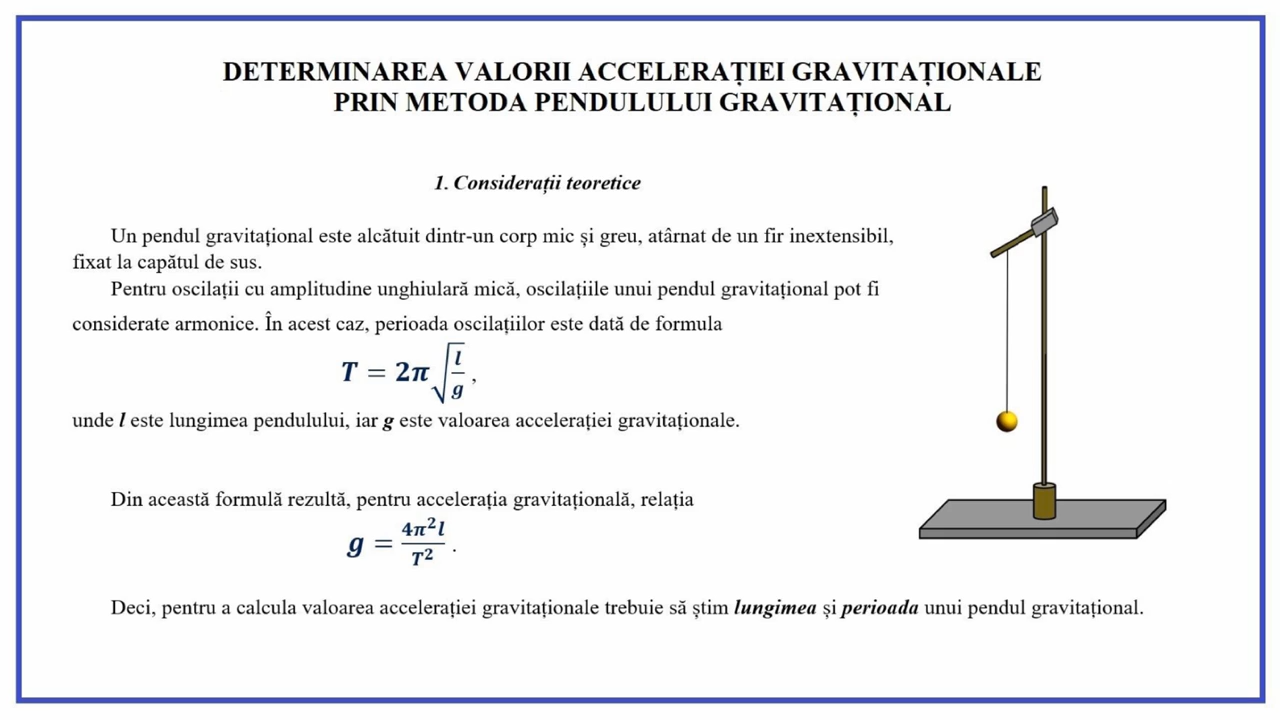 DETERMINAREA VALORII ACCELERAȚIEI GRAVITAȚIONALE
PRIN METODA PENDULULUI GRAVITAȚIONAL
1. Considerații teoretice
Un pendul gravitațional este alcătuit dintr-un corp mic și greu, atârnat de un fir inextensibil,
fixat la capătul de sus.
Pentru oscilații cu amplitudine unghiulară mică, oscilațiile unui pendul gravitațional pot fi
considerate armonice. În acest caz, perioada oscilațiilor este dată de formula
T = 2π√(l/g) ,
unde l este lungimea pendulului, iar g este valoarea accelerației gravitaționale.
Din această formulă rezultă, pentru accelerația gravitațională, relația
g = 4π²l/T² .
Deci, pentru a calcula valoarea accelerației gravitaționale trebuie să știm lungimea și perioada unui pendul gravitațional.